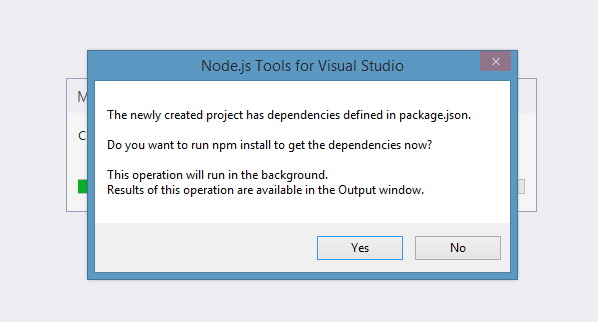 Node.js Tools for Visual Studio
The newly created project has dependencies defined in package.json.
Do you want to run npm install to get the dependencies now?
This operation will run in the background.
Results of this operation are available in the Output window.
Yes No